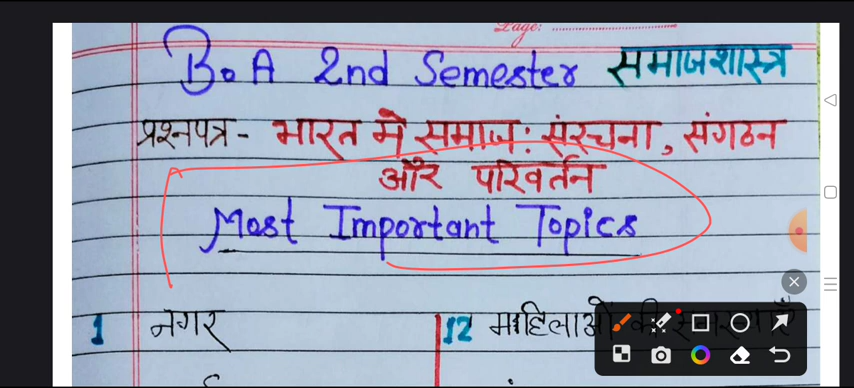 Page:
B.A 2nd Semester समाजशास्त्र
प्रश्नपत्र- भारत में समाज: संरचना, संगठन
और परिवर्तन
Most Important Topics
1 नगर
12 महिलाओं की समस्याएँ